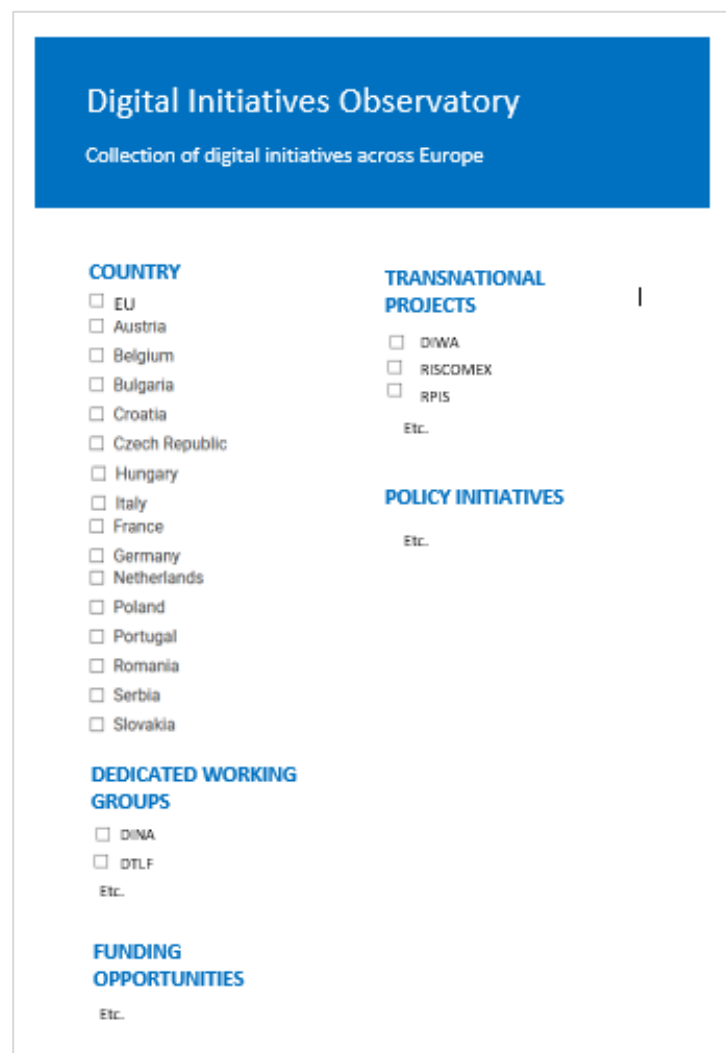 Digital Initiatives Observatory
Collection of digital initiatives across Europe
COUNTRY
EU
Austria
Belgium
Bulgaria
Croatia
Czech Republic
Hungary
Italy
France
Germany
Netherlands
Poland
Portugal
Romania
Serbia
Slovakia
DEDICATED WORKING
GROUPS
DINA
DTLF
Etc.
FUNDING
OPPORTUNITIES
Etc.
TRANSNATIONAL
PROJECTS
DIWA
RISCOMEX
RPIS
Etc.
POLICY INITIATIVES
Etc.